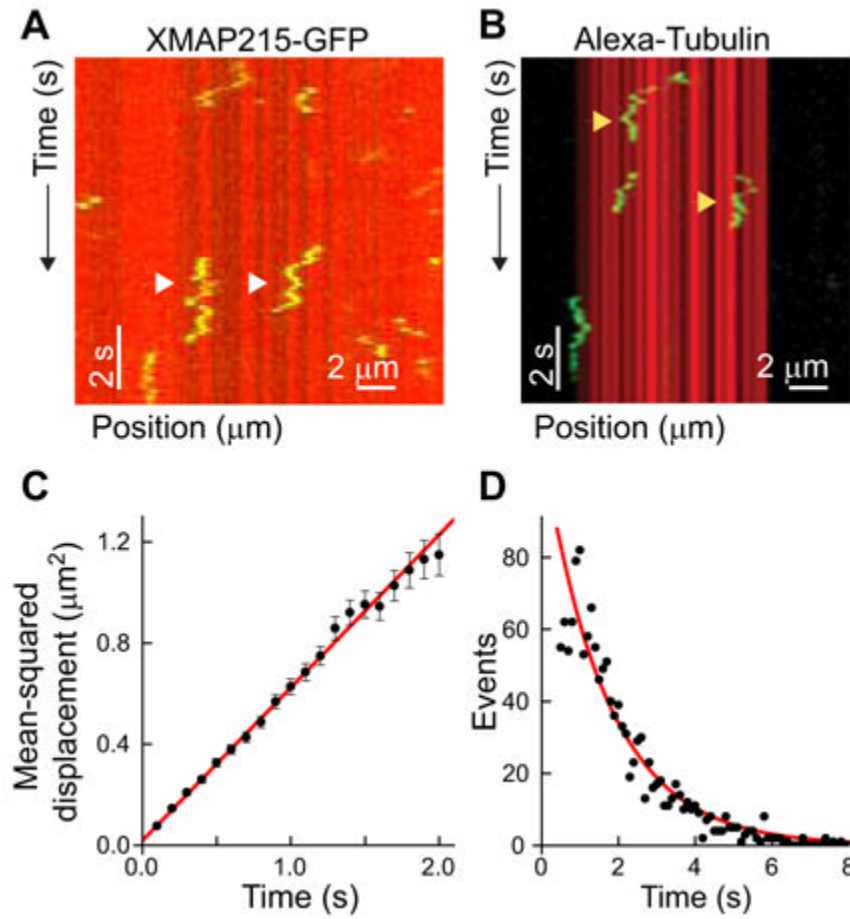 A
XMAP215-GFP
Time (s)
2 s
2 μm
Position (μm)
B
Alexa-Tubulin
Time (s)
2 s
2 μm
Position (μm)
C
Mean-squared
displacement (μm²)
1.2
0.8
0.4
0.0
0.0
1.0
2.0
Time (s)
D
Events
80
60
40
20
0
0
2
4
6
8
Time (s)